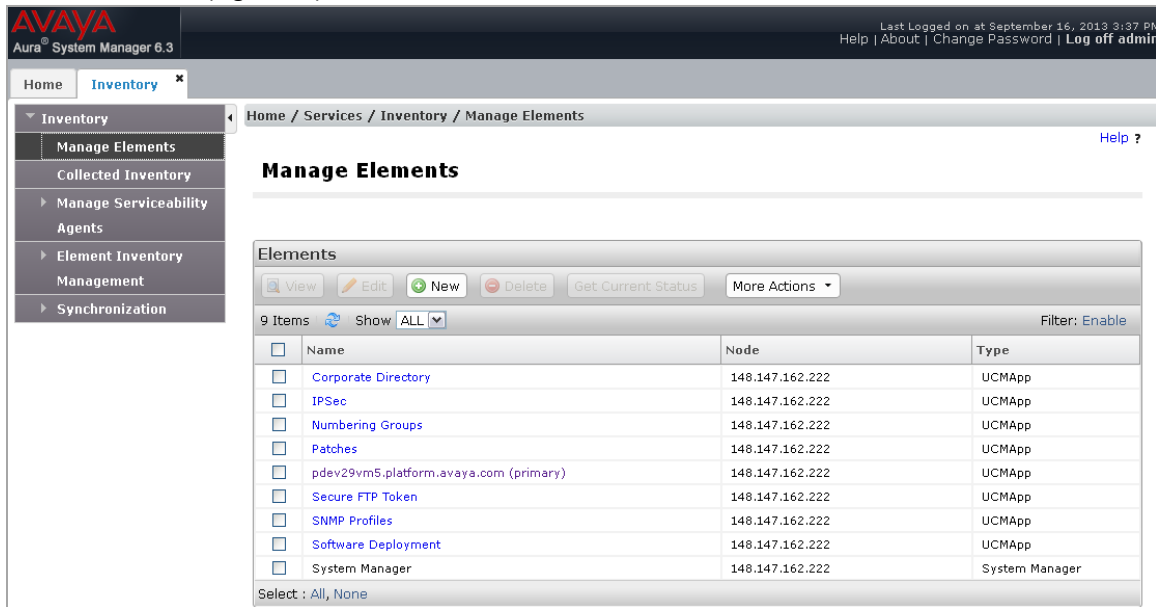 AVAYA
Aura® System Manager 6.3
Last Logged on at September 16, 2013 3:37 PM
Help | About | Change Password | Log off admin
Home Inventory ×
Inventory
Manage Elements
Collected Inventory
Manage Serviceability
Agents
Element Inventory
Management
Synchronization
Home / Services / Inventory / Manage Elements
Help ?
Manage Elements
Elements
View Edit New Delete Get Current Status More Actions
9 Items Show ALL Filter: Enable
Name Node Type
Corporate Directory 148.147.162.222 UCMApp
IPSec 148.147.162.222 UCMApp
Numbering Groups 148.147.162.222 UCMApp
Patches 148.147.162.222 UCMApp
pdev29vm5.platform.avaya.com (primary) 148.147.162.222 UCMApp
Secure FTP Token 148.147.162.222 UCMApp
SNMP Profiles 148.147.162.222 UCMApp
Software Deployment 148.147.162.222 UCMApp
System Manager 148.147.162.222 System Manager
Select : All, None